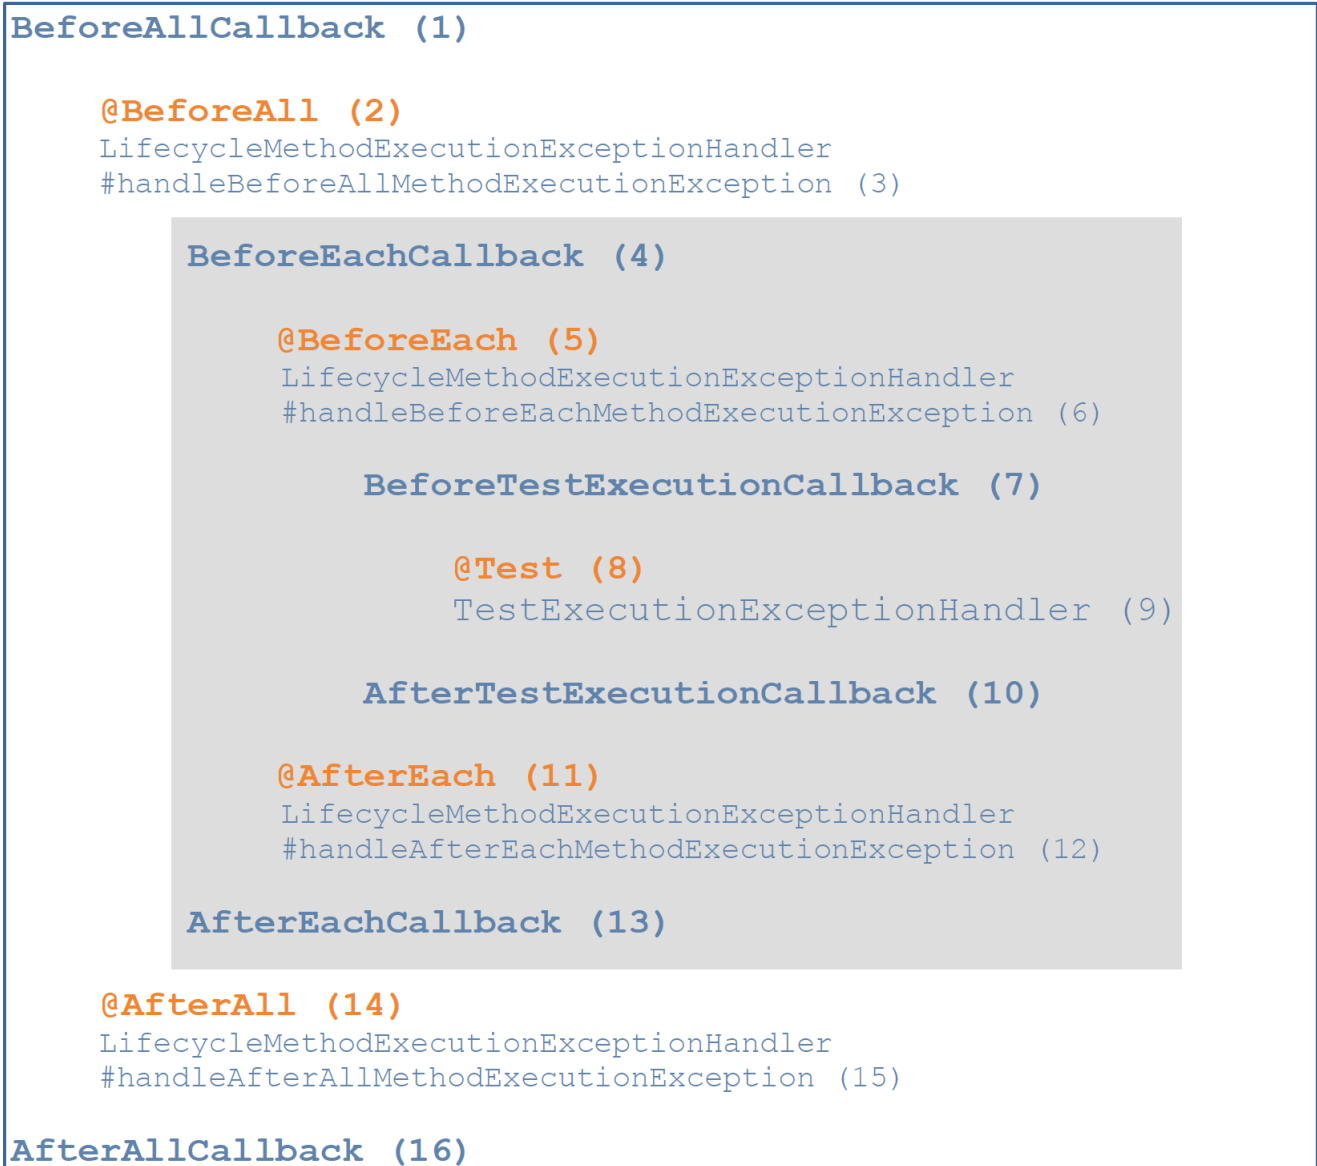 BeforeAllCallback (1)
@BeforeAll (2)
LifecycleMethodExecutionExceptionHandler
#handleBeforeAllMethodExecutionException (3)
BeforeEachCallback (4)
@BeforeEach (5)
LifecycleMethodExecutionExceptionHandler
#handleBeforeEachMethodExecutionException (6)
BeforeTestExecutionCallback (7)
@Test (8)
TestExecutionExceptionHandler (9)
AfterTestExecutionCallback (10)
@AfterEach (11)
LifecycleMethodExecutionExceptionHandler
#handleAfterEachMethodExecutionException (12)
AfterEachCallback (13)
@AfterAll (14)
LifecycleMethodExecutionExceptionHandler
#handleAfterAllMethodExecutionException (15)
AfterAllCallback (16)